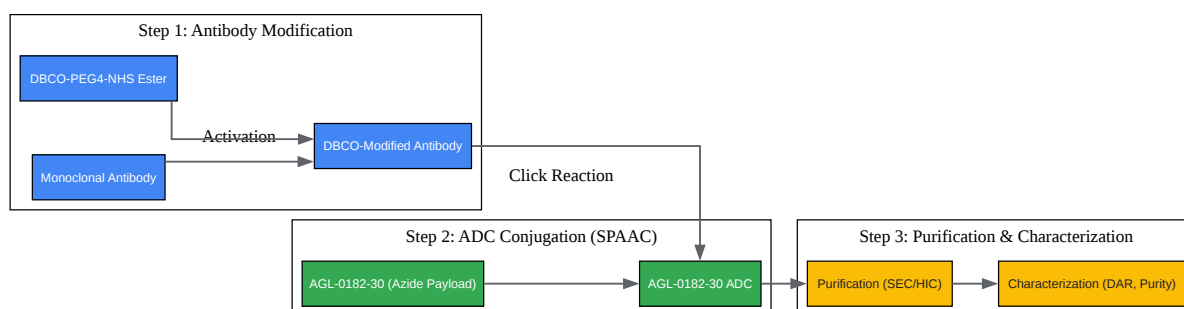 Step 1: Antibody Modification
DBCO-PEG4-NHS Ester
Activation
DBCO-Modified Antibody
Monoclonal Antibody
Click Reaction
Step 2: ADC Conjugation (SPAAC)
AGL-0182-30 (Azide Payload)
AGL-0182-30 ADC
Step 3: Purification & Characterization
Purification (SEC/HIC)
Characterization (DAR, Purity)